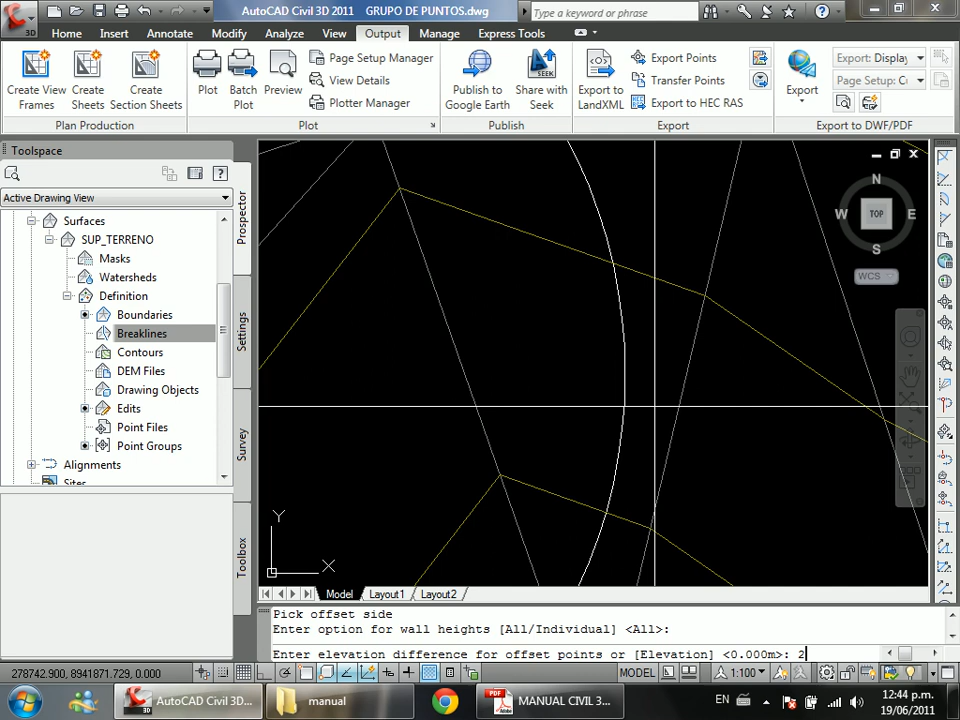 AutoCAD Civil 3D 2011 GRUPO DE PUNTOS.dwg
Type a keyword or phrase
3D
Home Insert Annotate Modify Analyze View Output Manage Express Tools
Create View Frames
Create Sheets
Create Section Sheets
Plan Production
Plot
Batch Plot
Preview
Page Setup Manager
View Details
Plotter Manager
Plot
Publish to Google Earth
SEEK
Share with Seek
Publish
Export to LandXML
Export Points
Transfer Points
Export to HEC RAS
Export
Export
Export: Display
Page Setup: C
Export to DWF/PDF
Toolspace
Active Drawing View
Surfaces
SUP_TERRENO
Masks
Watersheds
Definition
Boundaries
Breaklines
Contours
DEM Files
Drawing Objects
Edits
Point Files
Point Groups
Alignments
Sites
Prospector
Settings
Survey
Toolbox
N
W TOP E
S
WCS
Y
X
Model Layout1 Layout2
Pick offset side
Enter option for wall heights [All/Individual] <All>:
Enter elevation difference for offset points or [Elevation] <0.000m>: 2
278742.930, 8941871.729, 0.000
MODEL
1:100
AutoCAD Civil 3D...
manual
PDF
MANUAL CIVIL 3...
EN
12:44 p.m.
19/06/2011